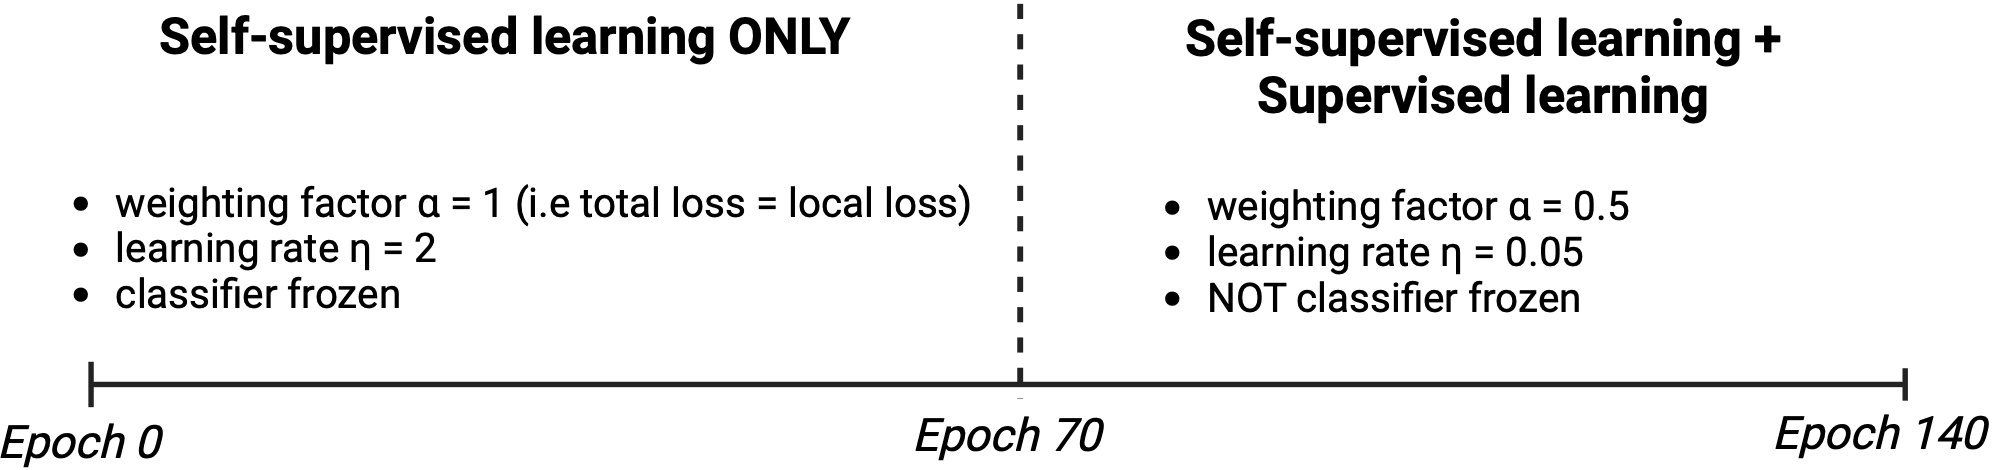 Self-supervised learning ONLY
• weighting factor α = 1 (i.e total loss = local loss)
• learning rate η = 2
• classifier frozen
Self-supervised learning +
Supervised learning
• weighting factor α = 0.5
• learning rate η = 0.05
• NOT classifier frozen
Epoch 0
Epoch 70
Epoch 140